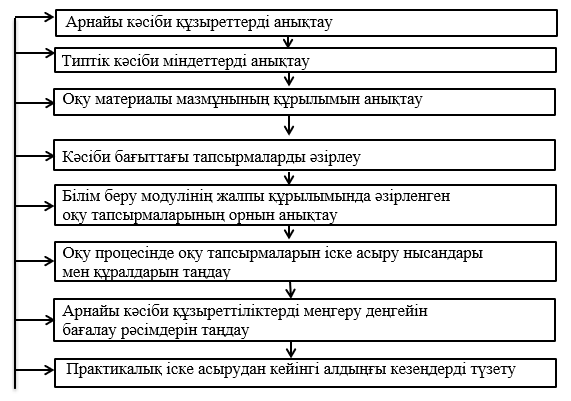 Арнайы кәсіби құзыреттерді анықтау
Типтік кәсіби міндеттерді анықтау
Оқу материалы мазмұнының құрылымын анықтау
Кәсіби бағыттағы тапсырмаларды әзірлеу
Білім беру модулінің жалпы құрылымында әзірленген
оқу тапсырмаларының орнын анықтау
Оқу процесінде оқу тапсырмаларын іске асыру нысандары
мен құралдарын таңдау
Арнайы кәсіби құзыреттіліктерді меңгеру деңгейін
бағалау рәсімдерін таңдау
Практикалық іске асырудан кейінгі алдыңғы кезеңдерді түзету